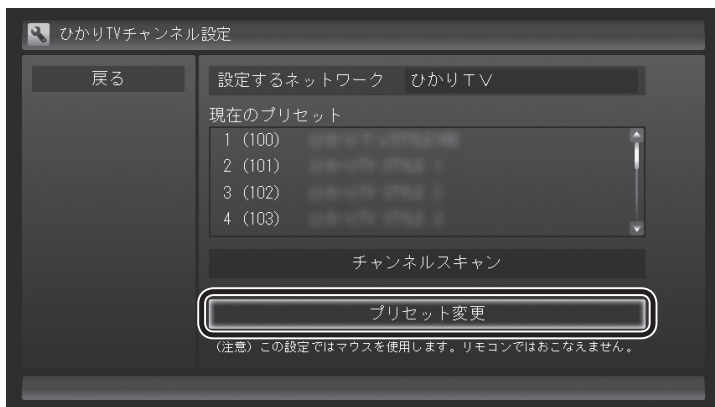 ひかりTVチャンネル設定
戻る
設定するネットワーク ひかりTV
現在のプリセット
1 (100)
2 (101)
3 (102)
4 (103)
チャンネルスキャン
プリセット変更
(注意) この設定ではマウスを使用します。リモコンではおこなえません。